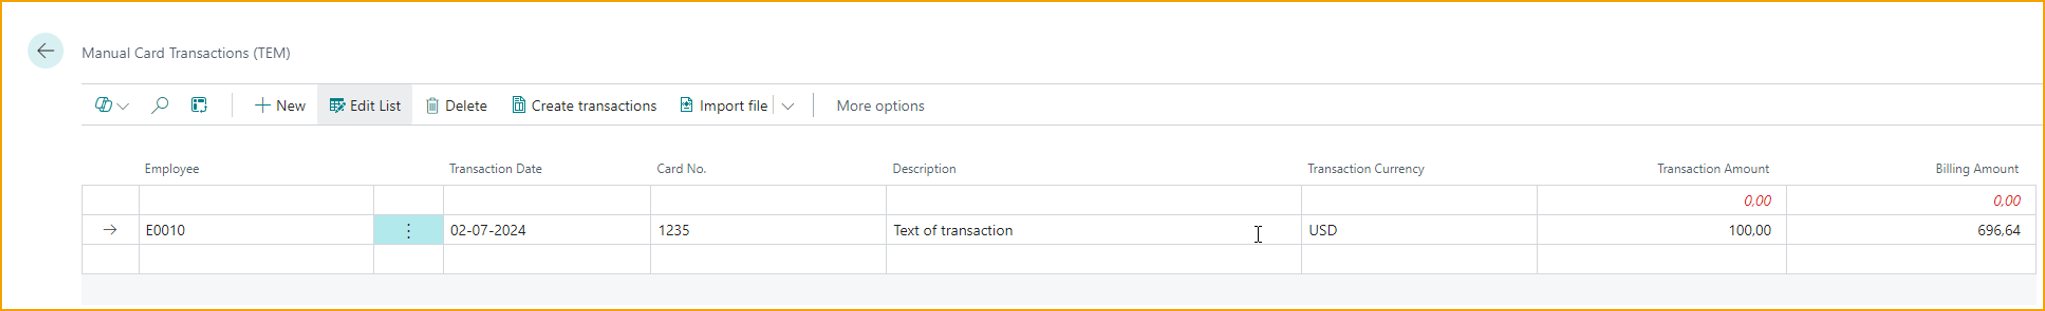 Manual Card Transactions (TEM)
New Edit List Delete Create transactions Import file More options
Employee Transaction Date Card No. Description Transaction Currency Transaction Amount Billing Amount
0,00 0,00
E0010 02-07-2024 1235 Text of transaction USD 100,00 696,64